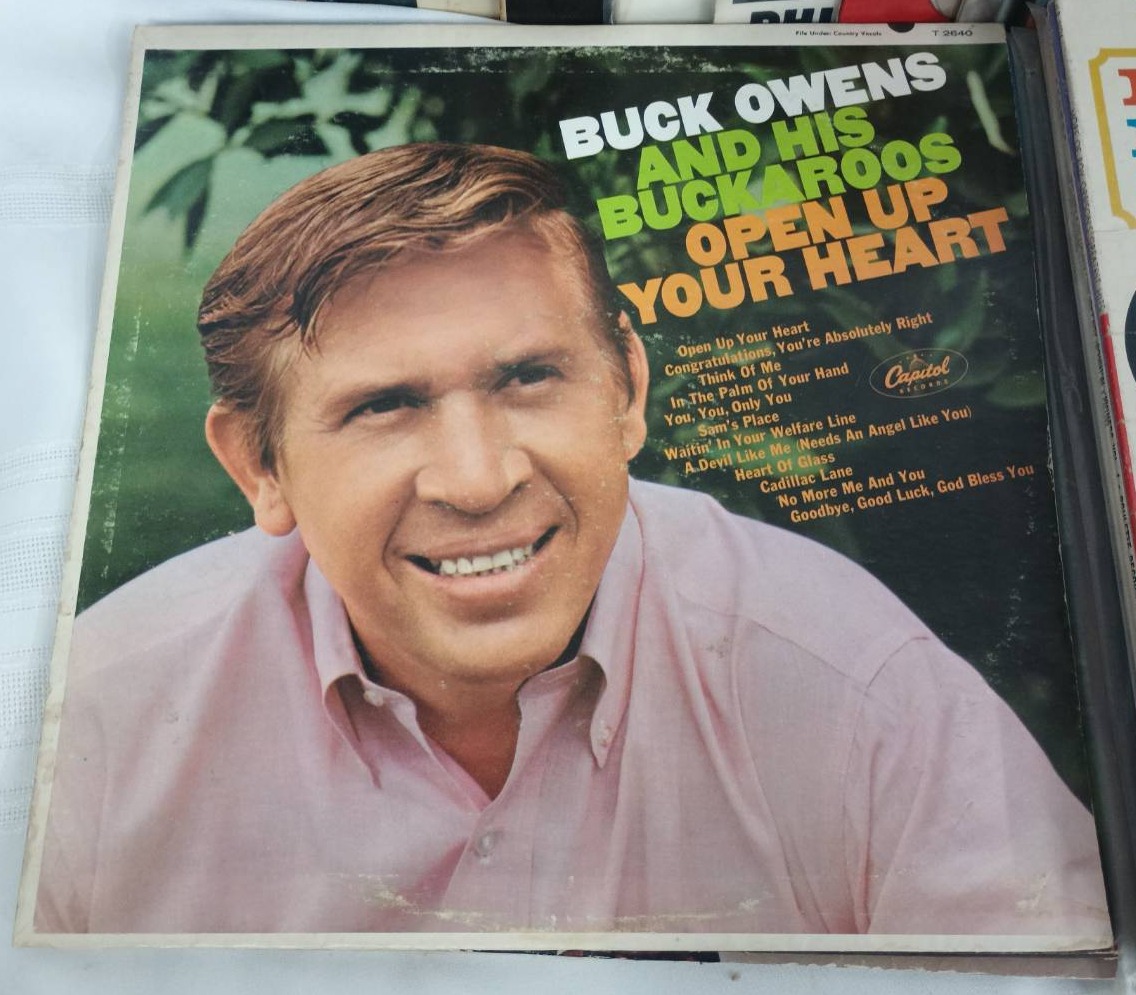 File Under: Country Vocals
T 2640
BUCK OWENS
AND HIS
BUCKAROOS
OPEN UP
YOUR HEART
Open Up Your Heart
Congratulations, You're Absolutely Right
Think Of Me
In The Palm Of Your Hand
You, You, Only You
Sam's Place
Waitin' In Your Welfare Line
A Devil Like Me (Needs An Angel Like You)
Heart Of Glass
Cadillac Lane
No More Me And You
Goodbye, Good Luck, God Bless You
Capitol
RECORDS